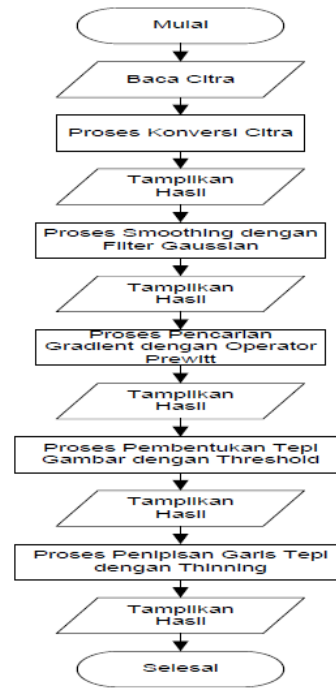 Mulai
Baca Citra
Proses Konversi Citra
Tampilkan
Hasil
Proses Smoothing dengan
Filter Gaussian
Tampilkan
Hasil
Proses Pencarian
Gradient dengan Operator
Prewitt
Tampilkan
Hasil
Proses Pembentukan Tepi
Gambar dengan Threshold
Tampilkan
Hasil
Proses Penipisan Garis Tepi
dengan Thinning
Tampilkan
Hasil
Selesai